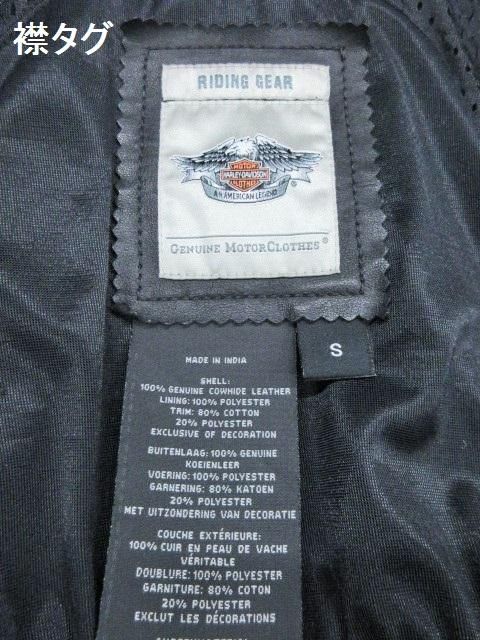 襟タグ
RIDING GEAR
MOTOR
HARLEY-DAVIDSON
CLOTHES
AN AMERICAN LEGEND
GENUINE MOTORCLOTHES®
S
MADE IN INDIA
SHELL:
100% GENUINE COWHIDE LEATHER
LINING: 100% POLYESTER
TRIM: 80% COTTON
20% POLYESTER
EXCLUSIVE OF DECORATION
BUITENLAAG: 100% GENUINE
KOEIENLEER
VOERING: 100% POLYESTER
GARNERING: 80% KATOEN
20% POLYESTER
MET UITZONDERING VAN DECORATIE
COUCHE EXTÉRIEURE:
100% CUIR EN PEAU DE VACHE
VÉRITABLE
DOUBLURE: 100% POLYESTER
GARNITURE: 80% COTON
20% POLYESTER
EXCLUT LES DÉCORATIONS